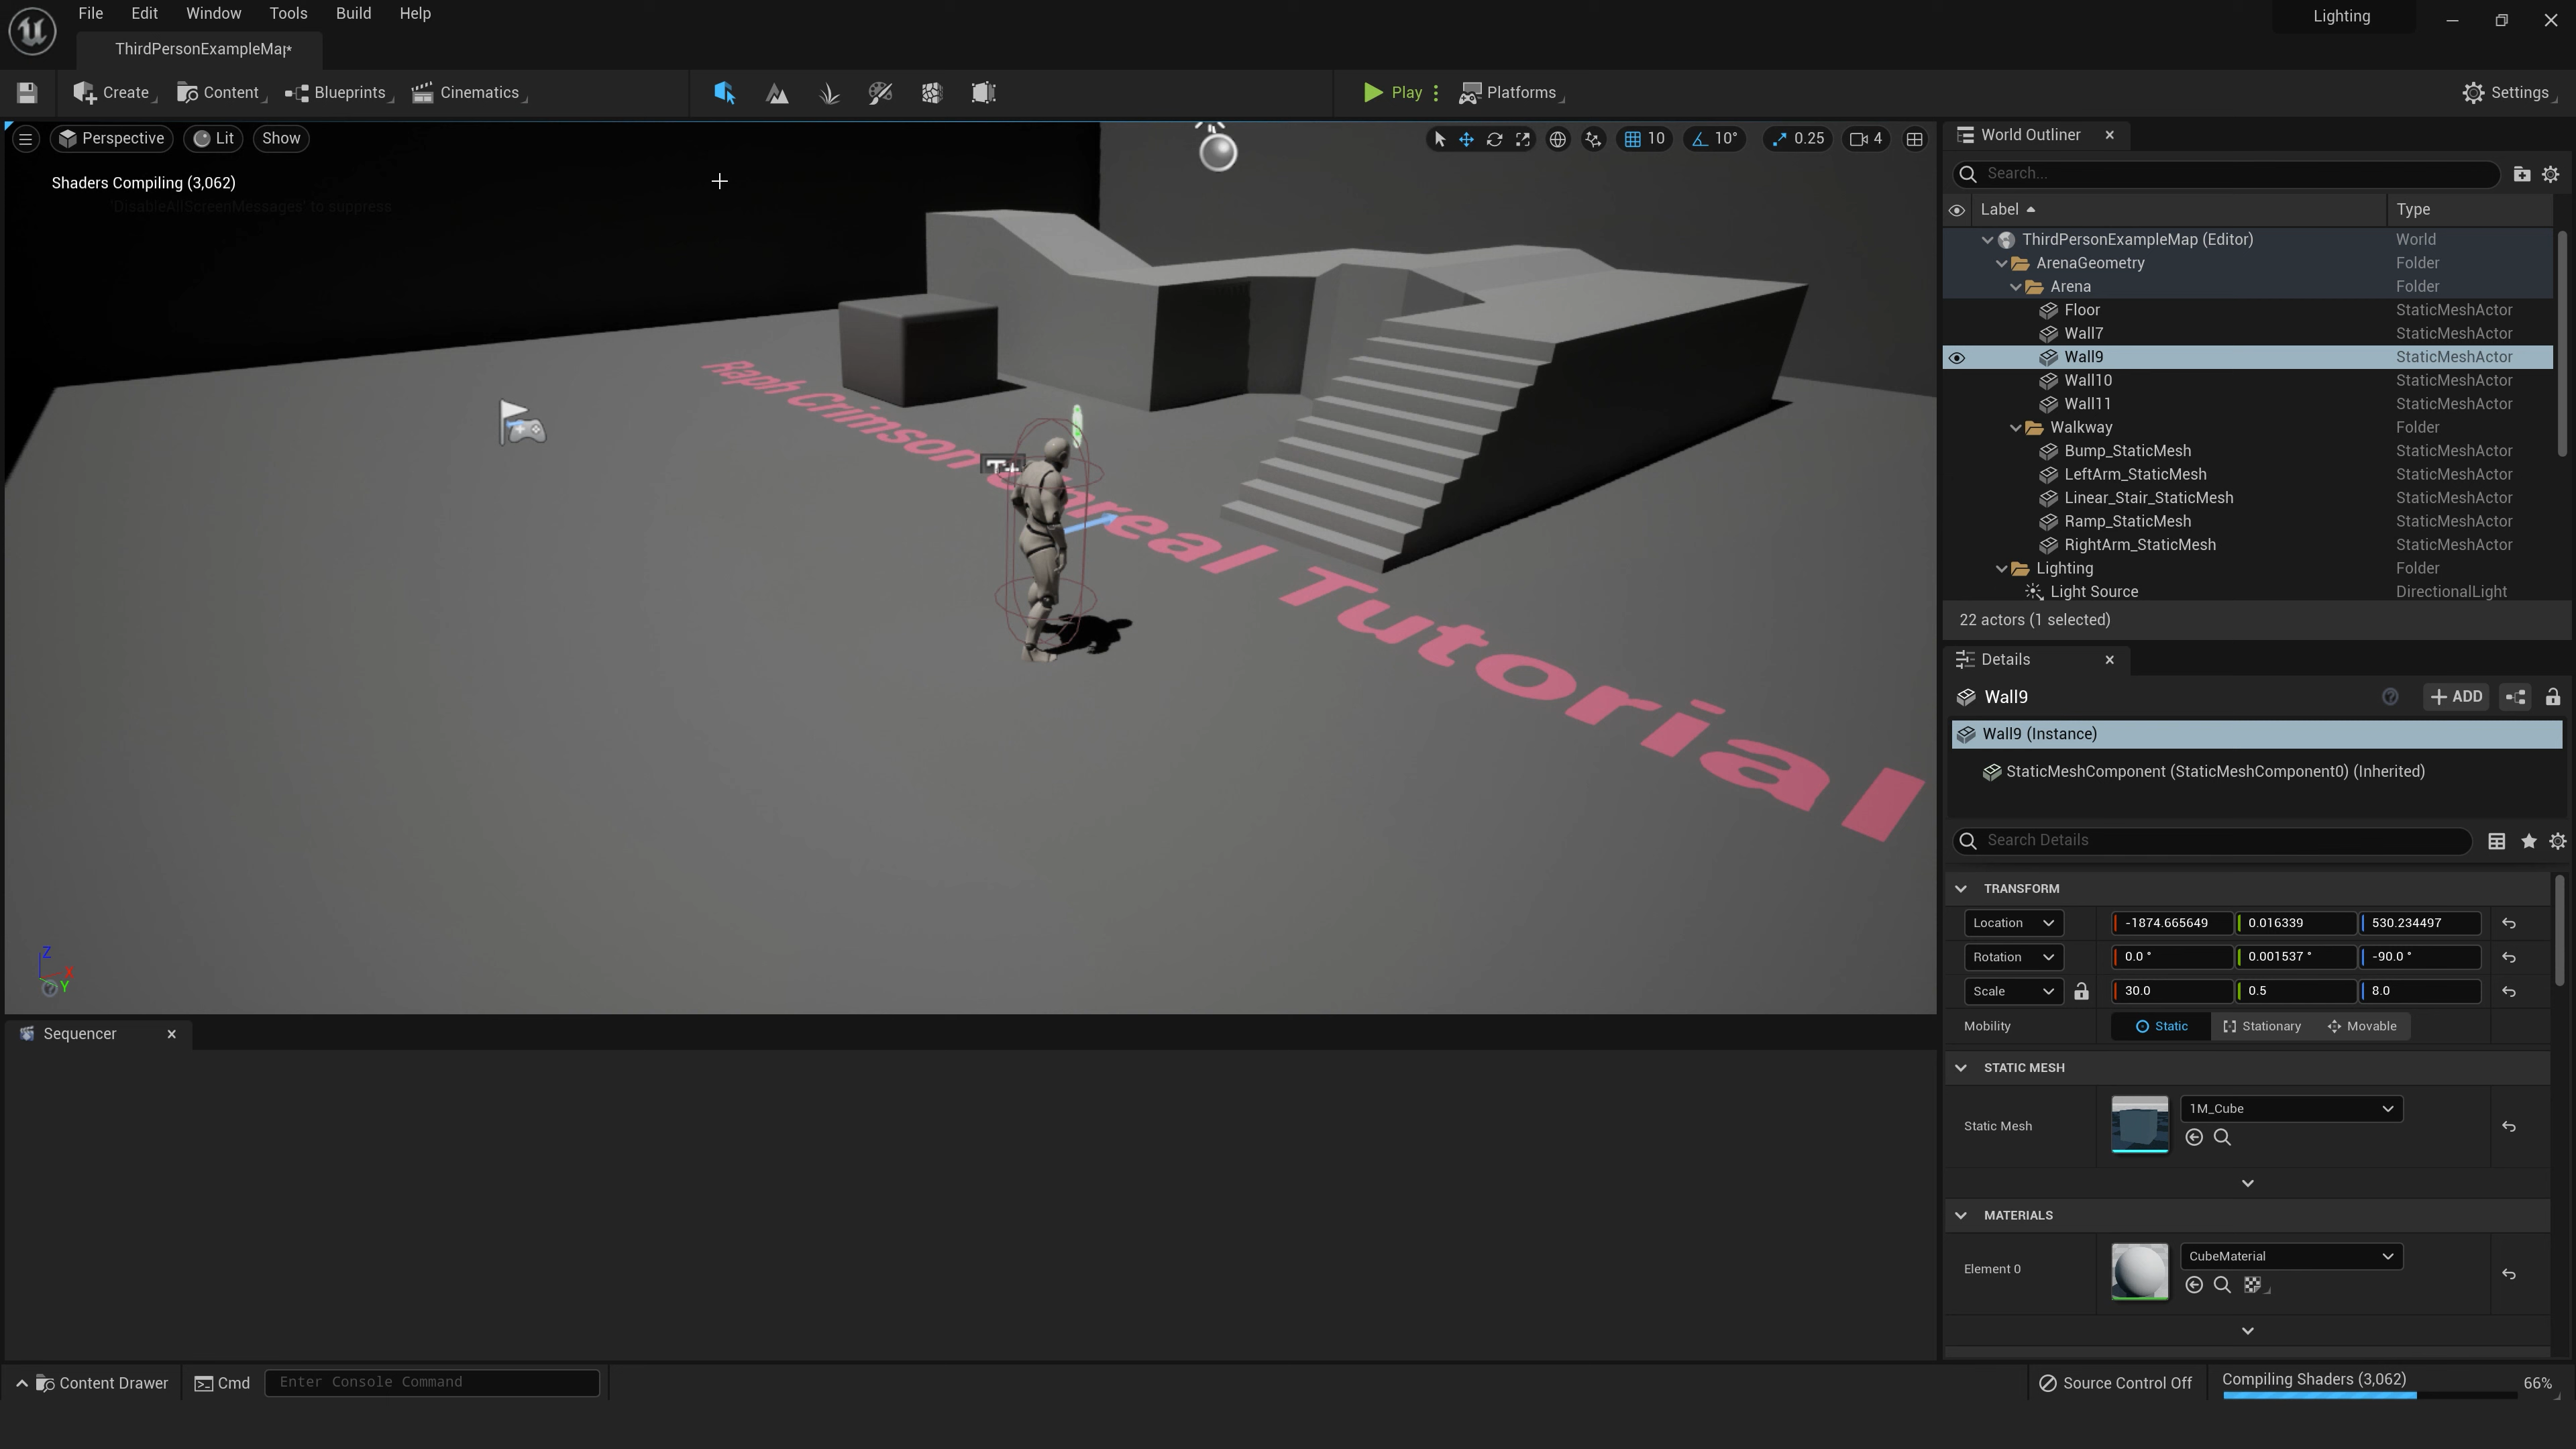 File Edit Window Tools Build Help
Lighting
ThirdPersonExampleMap*
Create Content Blueprints Cinematics
Play Platforms
Settings
Perspective Lit Show
10 10° 0.25 4
Shaders Compiling (3,062)
'DisableAllScreenMessages' to suppress
Raph Crimson Unreal Tutorial
T+
Z
X
Y
World Outliner
Search...
Label Type
ThirdPersonExampleMap (Editor) World
ArenaGeometry Folder
Arena Folder
Floor StaticMeshActor
Wall7 StaticMeshActor
Wall9 StaticMeshActor
Wall10 StaticMeshActor
Wall11 StaticMeshActor
Walkway Folder
Bump_StaticMesh StaticMeshActor
LeftArm_StaticMesh StaticMeshActor
Linear_Stair_StaticMesh StaticMeshActor
Ramp_StaticMesh StaticMeshActor
RightArm_StaticMesh StaticMeshActor
Lighting Folder
Light Source DirectionalLight
22 actors (1 selected)
Details
Wall9
ADD
Wall9 (Instance)
StaticMeshComponent (StaticMeshComponent0) (Inherited)
Search Details
TRANSFORM
Location -1874.665649 0.016339 530.234497
Rotation 0.0 ° 0.001537 ° -90.0 °
Scale 30.0 0.5 8.0
Mobility Static Stationary Movable
STATIC MESH
Static Mesh 1M_Cube
MATERIALS
Element 0 CubeMaterial
Sequencer
Content Drawer Cmd Enter Console Command
Source Control Off Compiling Shaders (3,062) 66%